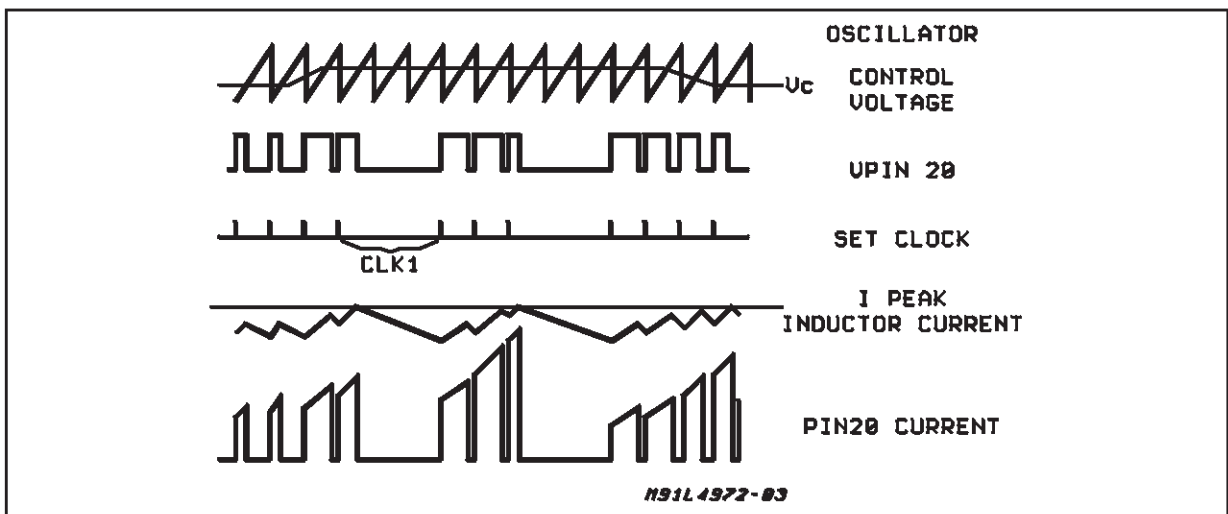 OSCILLATOR
Vc
CONTROL
VOLTAGE
VPIN 20
SET CLOCK
CLK1
I PEAK
INDUCTOR CURRENT
PIN20 CURRENT
M91L4972-03